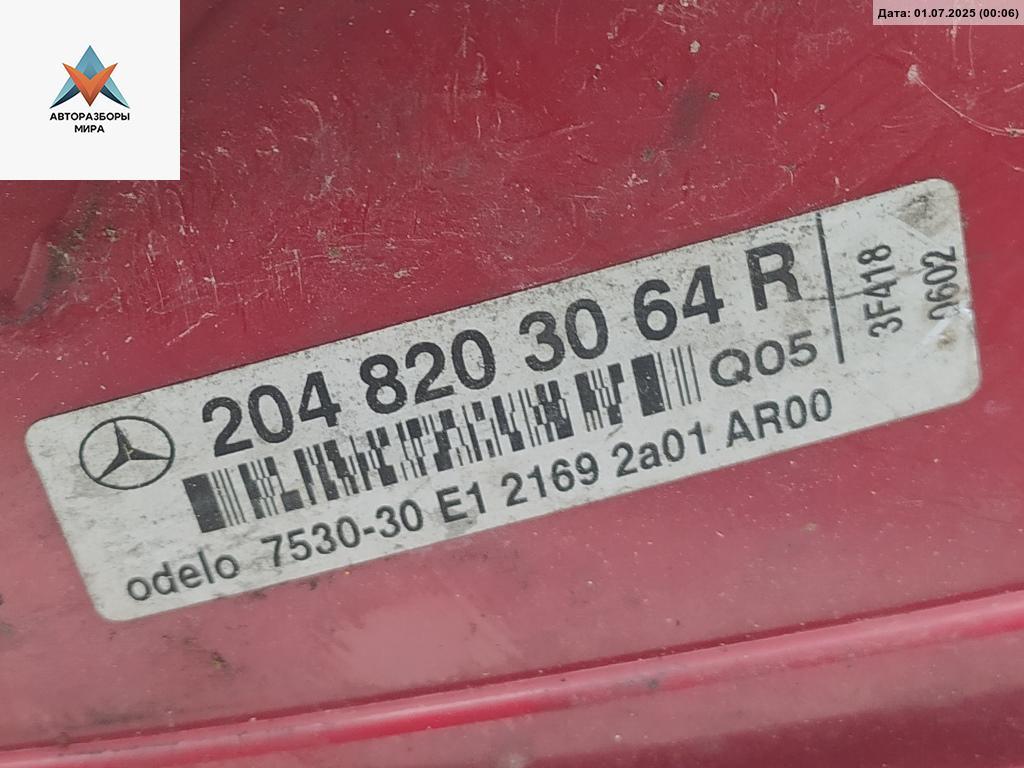 Дата: 01.07.2025 (00:06)
АВТОРАЗБОРЫ
МИРА
204 820 30 64 R
Q05
odelo 7530-30 E1 2169 2a01 AR00
3F418
0602